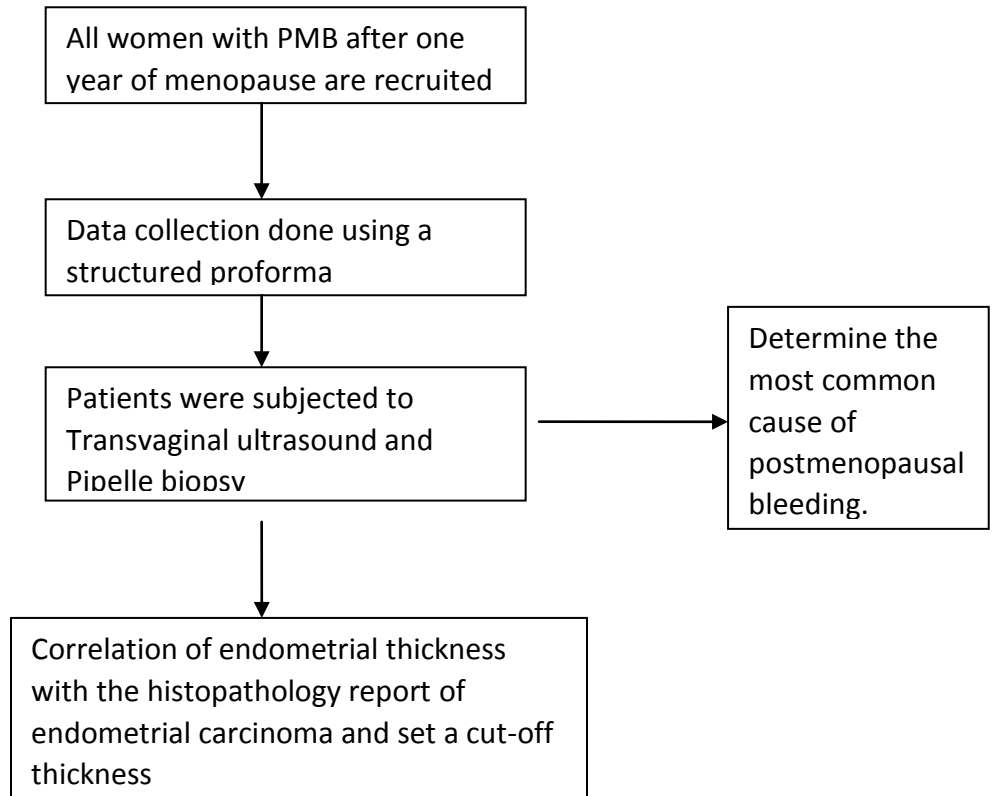 All women with PMB after one
year of menopause are recruited
Data collection done using a
structured proforma
Patients were subjected to
Transvaginal ultrasound and
Pipelle biopsy
Determine the
most common
cause of
postmenopausal
bleeding.
Correlation of endometrial thickness
with the histopathology report of
endometrial carcinoma and set a cut-off
thickness